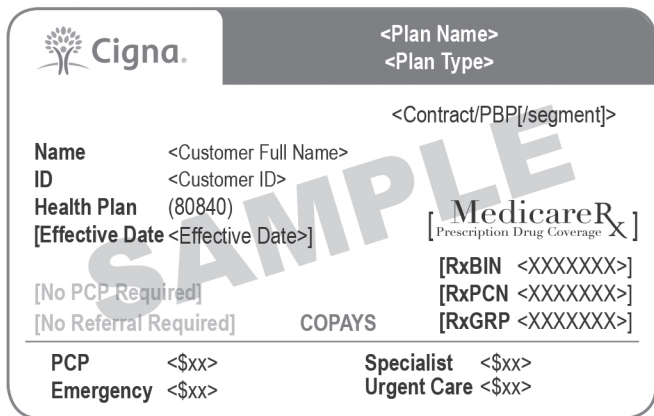 Cigna®
<Plan Name>
<Plan Type>
<Contract/PBP[/segment]>
Name <Customer Full Name>
ID <Customer ID>
Health Plan (80840)
[Effective Date <Effective Date>]
[MedicareRx]
Prescription Drug Coverage
[RxBIN <XXXXXXX>]
[No PCP Required] [RxPCN <XXXXXXX>]
[No Referral Required] COPAYS [RxGRP <XXXXXXX>]
PCP <$xx> Specialist <$xx>
Emergency <$xx> Urgent Care <$xx>
SAMPLE